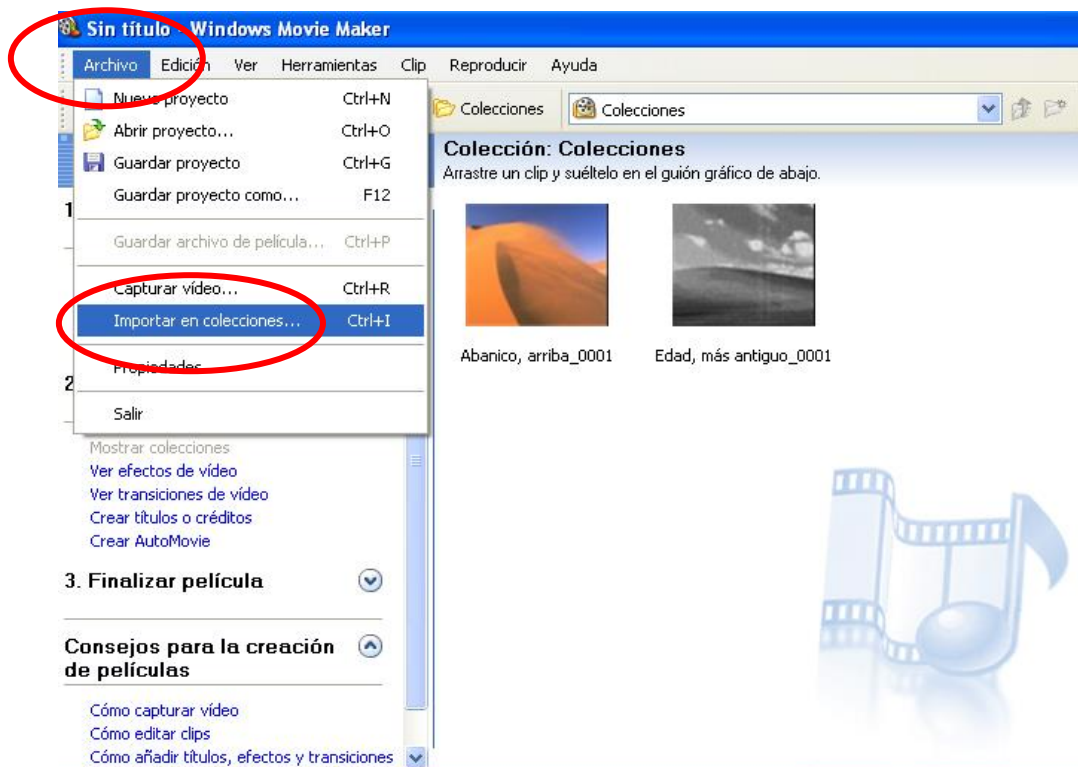 Sin título - Windows Movie Maker
Archivo Edición Ver Herramientas Clip Reproducir Ayuda
Nuevo proyecto Ctrl+N
Abrir proyecto... Ctrl+O
Guardar proyecto Ctrl+G
Guardar proyecto como... F12
Guardar archivo de película... Ctrl+P
Capturar vídeo... Ctrl+R
Importar en colecciones... Ctrl+I
Propiedades
Salir
Colecciones Colecciones
Colección: Colecciones
Arrastre un clip y suéltelo en el guión gráfico de abajo.
Abanico, arriba_0001 Edad, más antiguo_0001
1
2
Mostrar colecciones
Ver efectos de vídeo
Ver transiciones de vídeo
Crear títulos o créditos
Crear AutoMovie
3. Finalizar película
Consejos para la creación
de películas
Cómo capturar vídeo
Cómo editar clips
Cómo añadir títulos, efectos y transiciones